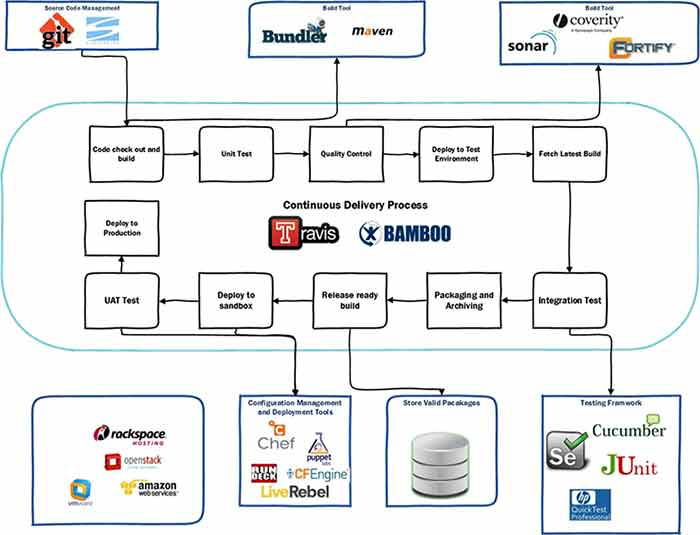 Source Code Management
git
Build Tool
Bundler
maven
Build Tool
coverity
A Synopsys Company
sonar
FORTIFY
Code check out and
build
Unit Test
Quality Control
Deploy to Test
Environment
Fetch Latest Build
Continuous Delivery Process
Travis
BAMBOO
Deploy to
Production
UAT Test
Deploy to
sandbox
Release ready
build
Packaging and
Archiving
Integration Test
rackspace.
HOSTING
openstack
vmware
amazon
webservices™
Configuration Management
and Deployment Tools
Chef
puppet
labs
RUN
DECK
CFEngine
LiveRebel
Store Valid Pacakages
Testing Framwork
Cucumber
Se
JUnit
hp
QuickTest
Professional